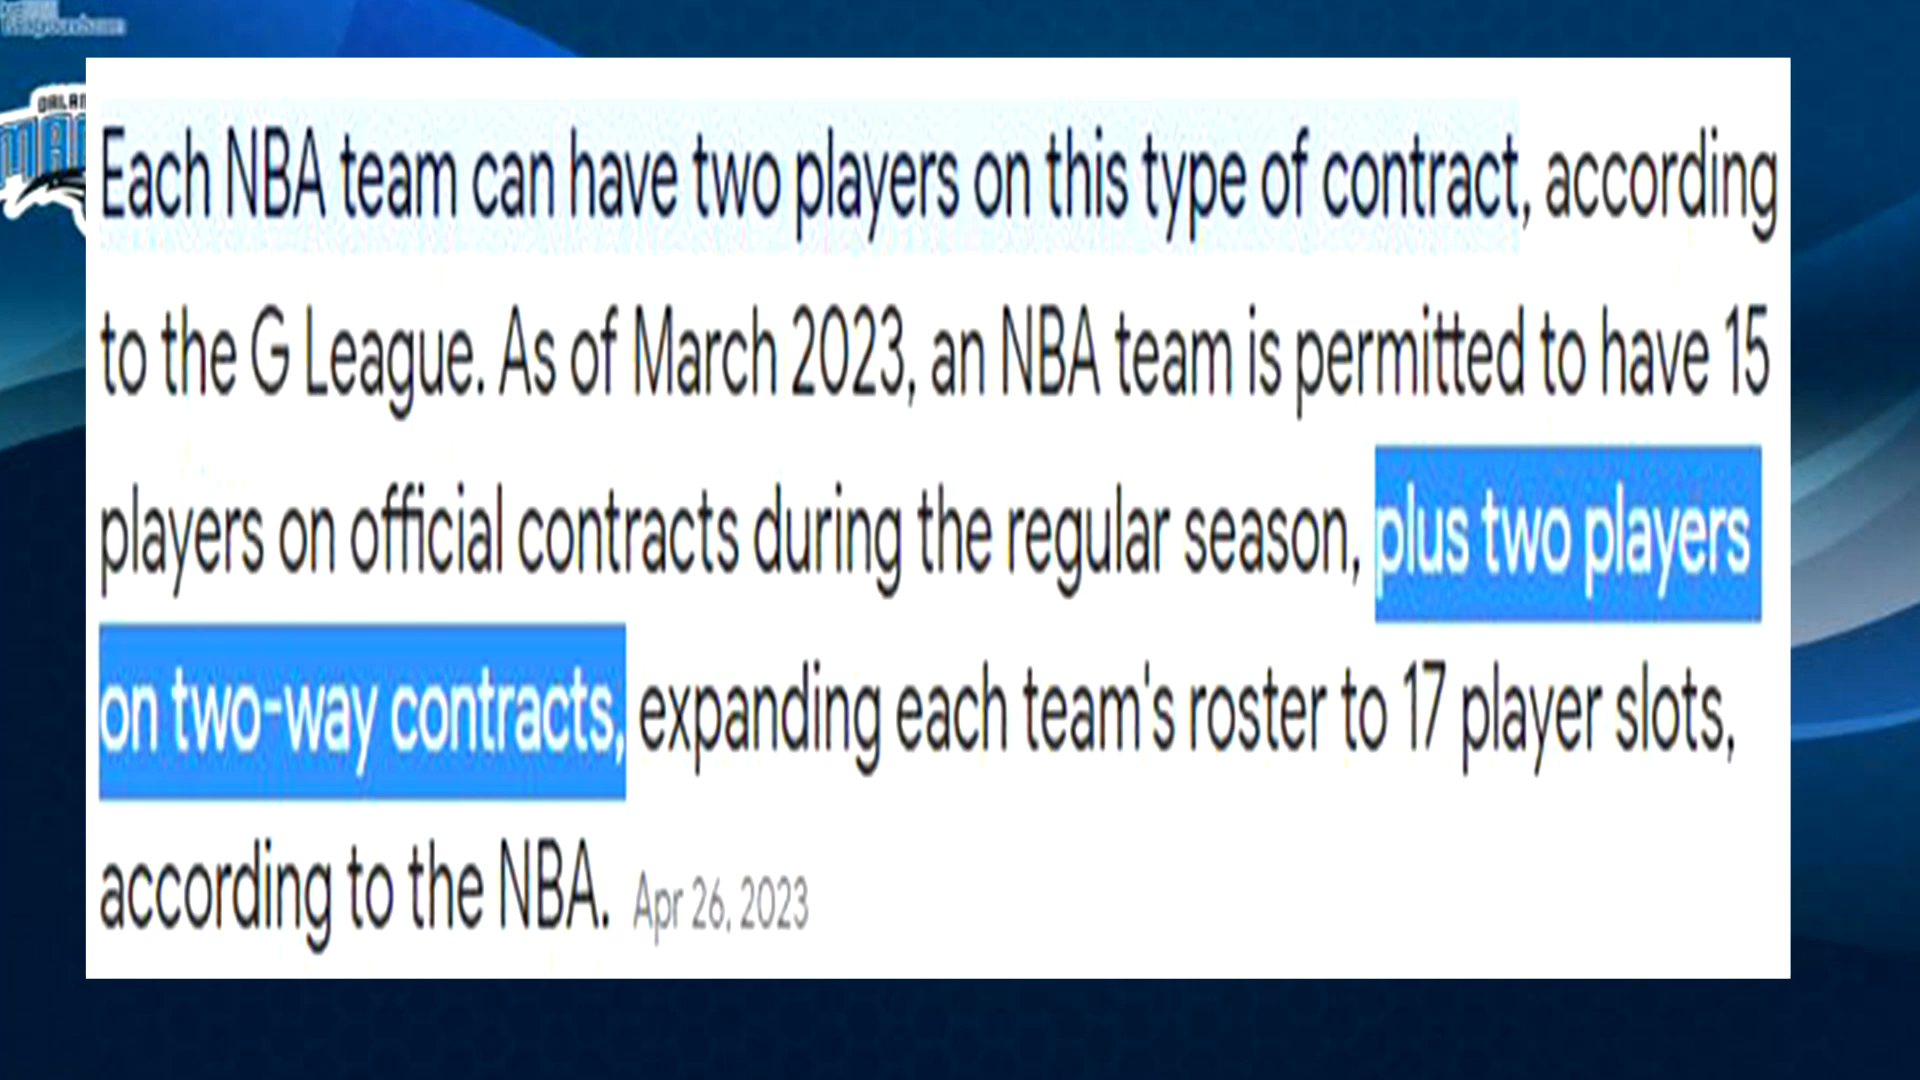 ORLAN
MAG
Each NBA team can have two players on this type of contract, according
to the G League. As of March 2023, an NBA team is permitted to have 15
players on official contracts during the regular season, plus two players
on two-way contracts, expanding each team's roster to 17 player slots,
according to the NBA. Apr 26, 2023